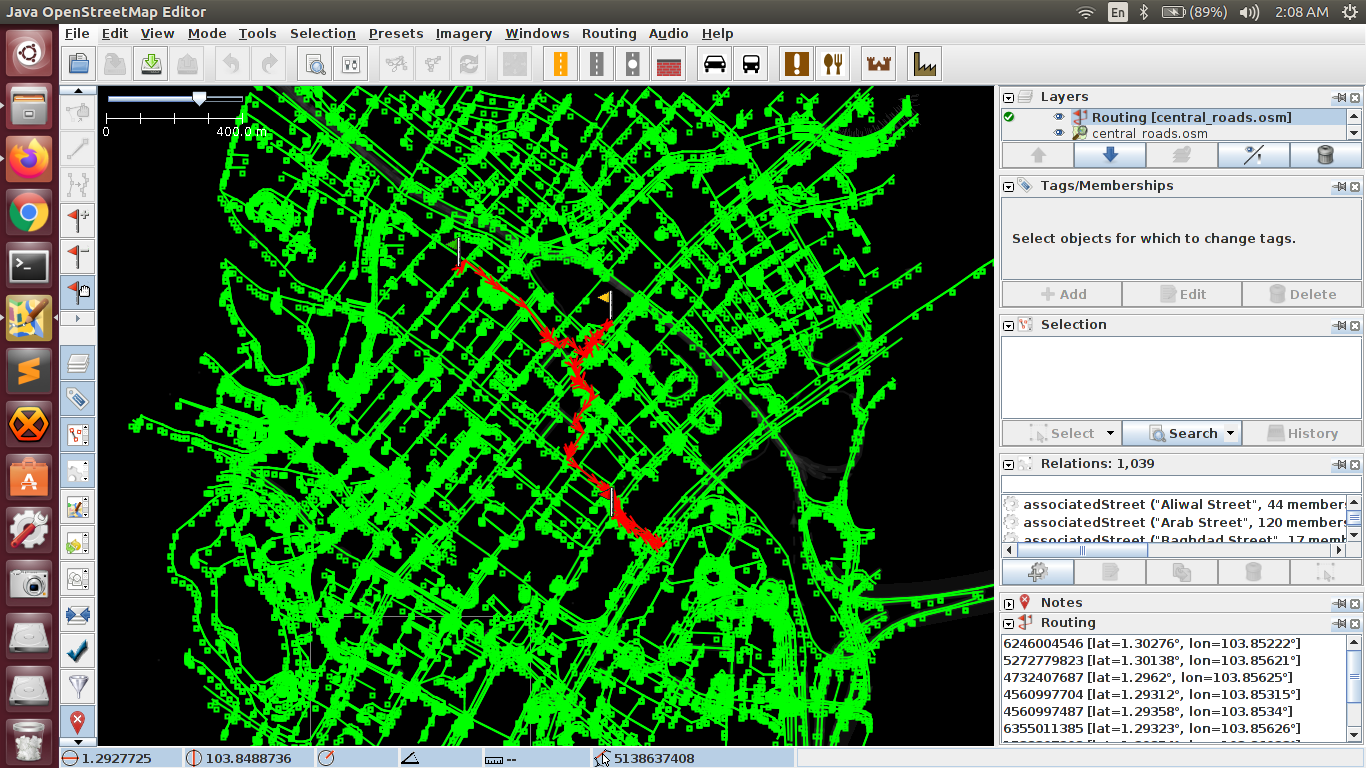 Java OpenStreetMap Editor
En
(89%)
2:08 AM
File Edit View Mode Tools Selection Presets Imagery Windows Routing Audio Help
0
400.0 m
Layers
Routing [central_roads.osm]
central_roads.osm
Tags/Memberships
Select objects for which to change tags.
Add Edit Delete
Selection
Select Search History
Relations: 1,039
associatedStreet ("Aliwal Street", 44 members
associatedStreet ("Arab Street", 120 members
associatedStreet ("Baghdad Street", 17 memb
Notes
Routing
6246004546 [lat=1.30276°, lon=103.85222°]
5272779823 [lat=1.30138°, lon=103.85621°]
4732407687 [lat=1.2962°, lon=103.85625°]
4560997704 [lat=1.29312°, lon=103.85315°]
4560997487 [lat=1.29358°, lon=103.8534°]
6355011385 [lat=1.29323°, lon=103.85626°]
1.2927725 103.8488736 -- 5138637408